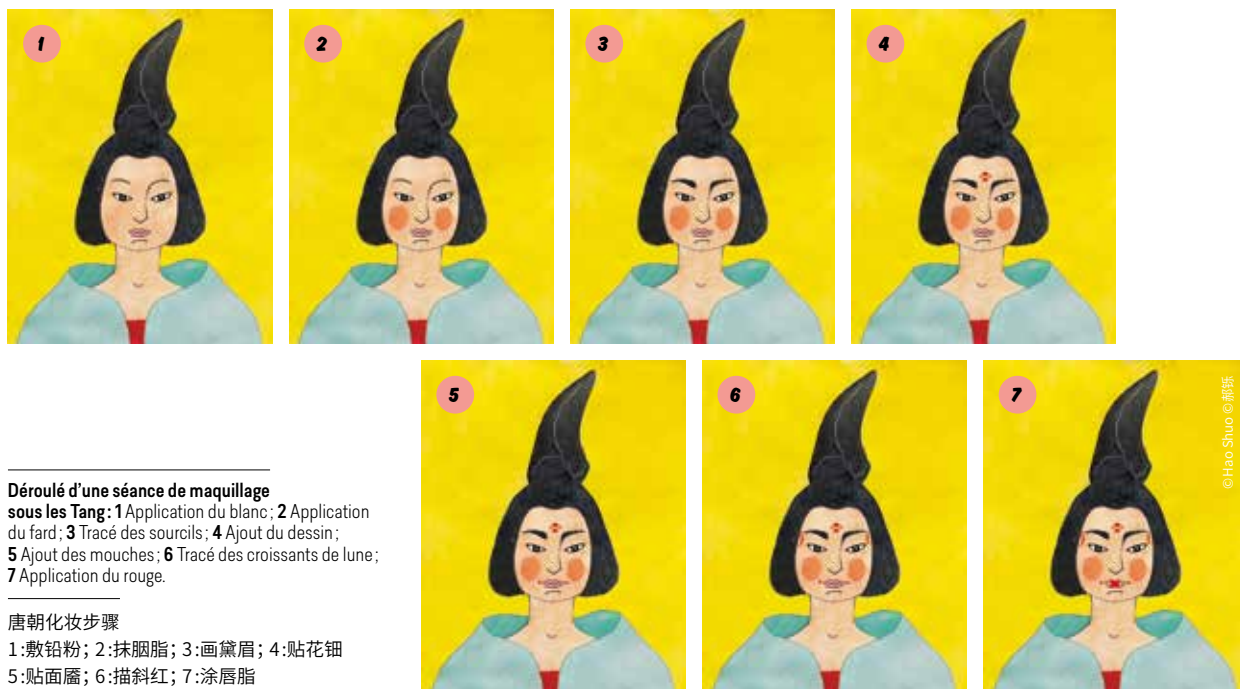 1
2
3
4
5
6
7
©Hao Shuo ©郝铄
Déroulé d'une séance de maquillage
sous les Tang : 1 Application du blanc ; 2 Application
du fard ; 3 Tracé des sourcils ; 4 Ajout du dessin ;
5 Ajout des mouches ; 6 Tracé des croissants de lune ;
7 Application du rouge.
唐朝化妆步骤
1:敷铅粉；2:抹胭脂；3:画黛眉；4:贴花钿
5:贴面靥；6:描斜红；7:涂唇脂